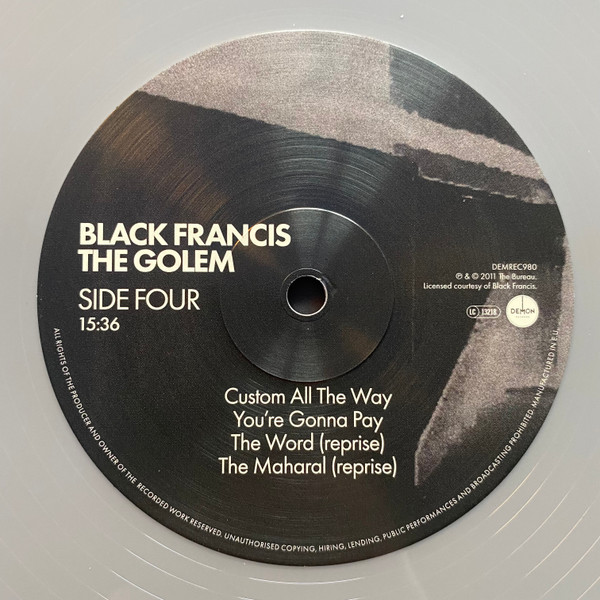 BLACK FRANCIS
THE GOLEM
SIDE FOUR
15:36
DEMREC980
℗ & © 2011 The Bureau.
Licensed courtesy of Black Francis.
LC 13218
DEMON
Custom All The Way
You're Gonna Pay
The Word (reprise)
The Maharal (reprise)
ALL RIGHTS OF THE PRODUCER AND OWNER OF THE RECORDED WORK RESERVED. UNAUTHORISED COPYING, HIRING, LENDING, PUBLIC PERFORMANCES AND BROADCASTING PROHIBITED. MANUFACTURED IN E.U.